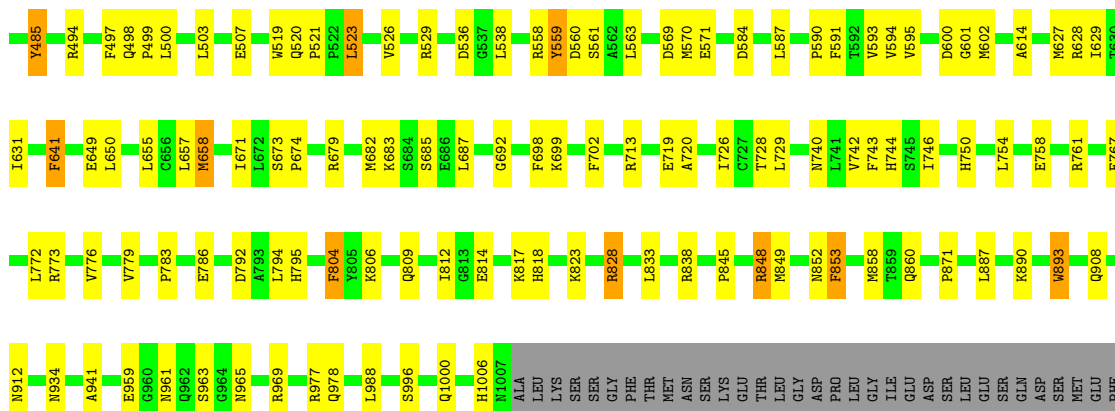 Y485 R494 F497 Q498 P499 L500 L503 E507 W519 Q520 P521 P522 L523 V526 R529 D536 G537 L538 R558 Y559 D560 S561 A562 L563 D569 M570 E571 D584 L587 P590 F591 T592 V593 V594 V595 D600 G601 M602 A614 M627 R628 I629 T630
I631 F641 E649 L650 L655 C656 L657 M658 I671 L672 S673 P674 R679 M682 K683 S684 S685 E686 L687 G692 F698 K699 F702 R713 E719 A720 I726 C727 T728 L729 N740 L741 V742 F743 H744 S745 I746 H750 L754 E758 R761 E767
L772 R773 V776 V779 P783 E786 D792 A793 L794 H795 F804 Y805 K806 Q809 I812 Q813 E814 K817 H818 K823 R828 L833 R838 P845 R848 M849 N852 F853 M858 T859 Q860 P871 L887 K890 W893 Q908
N912 N934 A941 E959 G960 N961 Q962 S963 G964 N965 R969 R977 Q978 L988 S996 Q1000 H1006 N1007 ALA LEU LYS SER SER GLY PHE THR MET ASN SER LYS GLU THR LEU GLY ASP PRO LEU GLY ILE GLU ASP SER LEU GLU SER GLN ASP SER MET GLU PHE